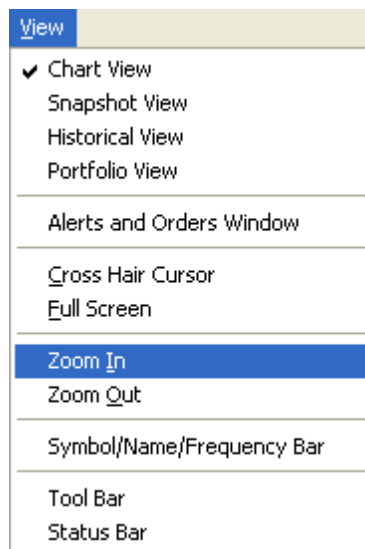 View
Chart View
Snapshot View
Historical View
Portfolio View
Alerts and Orders Window
Cross Hair Cursor
Full Screen
Zoom In
Zoom Out
Symbol/Name/Frequency Bar
Tool Bar
Status Bar